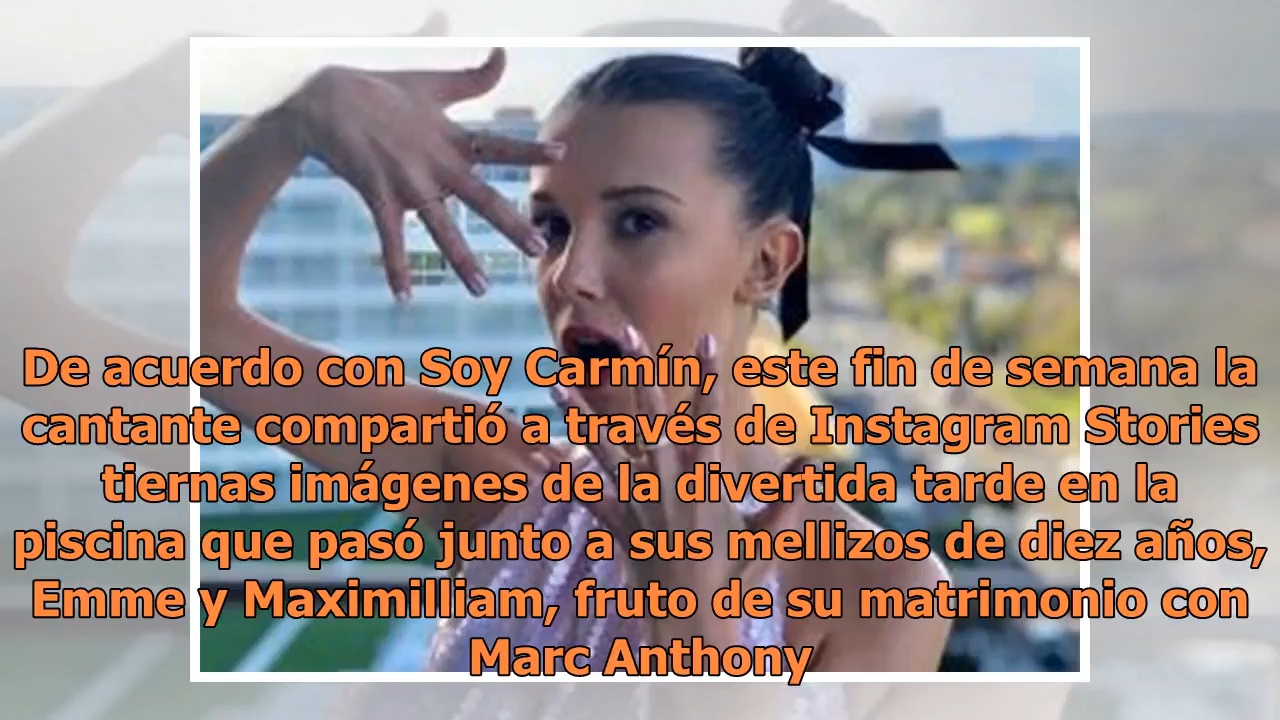 De acuerdo con Soy Carmín, este fin de semana la
cantante compartió a través de Instagram Stories
tiernas imágenes de la divertida tarde en la
piscina que pasó junto a sus mellizos de diez años,
Emme y Maximilliam, fruto de su matrimonio con
Marc Anthony